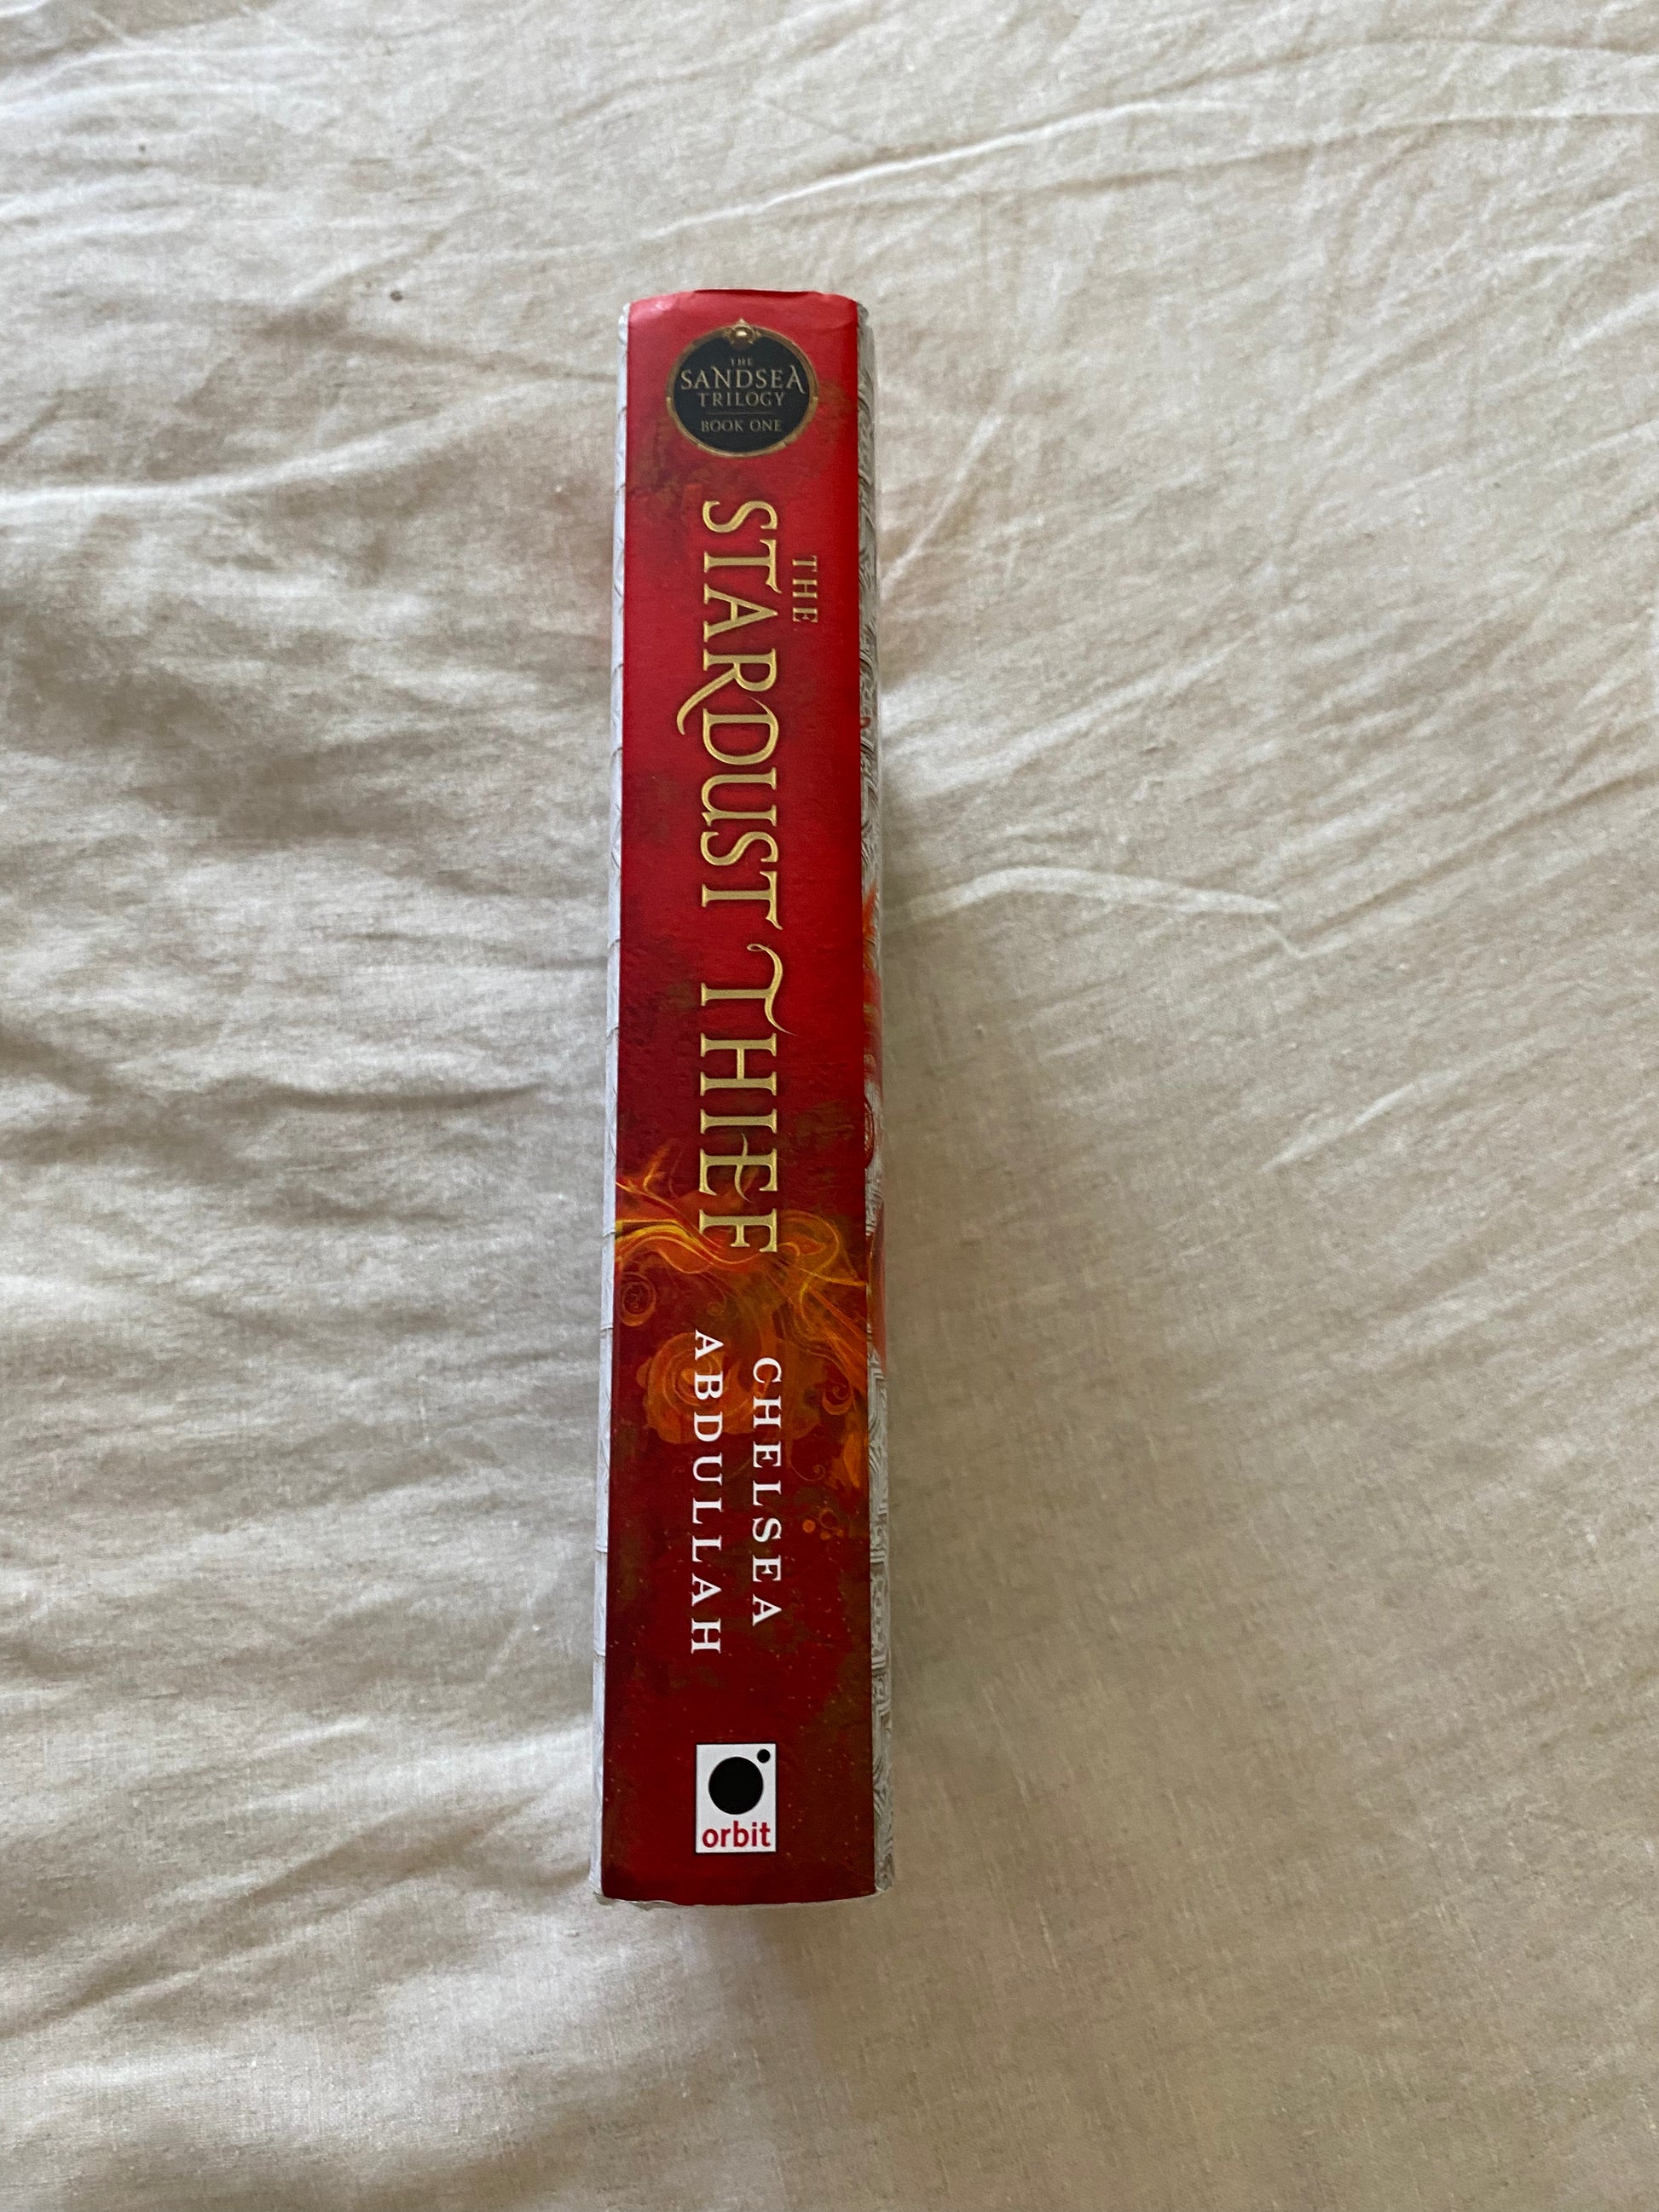 THE
SANDSEA
TRILOGY
BOOK ONE
THE
STARDUST THIEF
CHELSEA
ABDULLAH
orbit